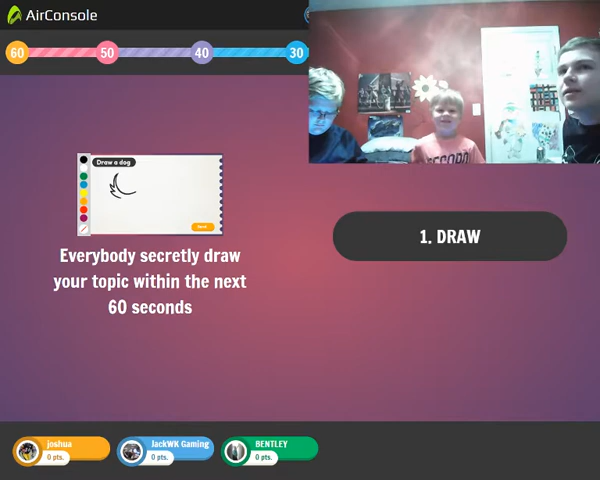 AirConsole
60 50 40 30
Draw a dog
Everybody secretly draw
your topic within the next
60 seconds
1. DRAW
joshua
0 pts.
JackWK Gaming
0 pts.
BENTLEY
0 pts.